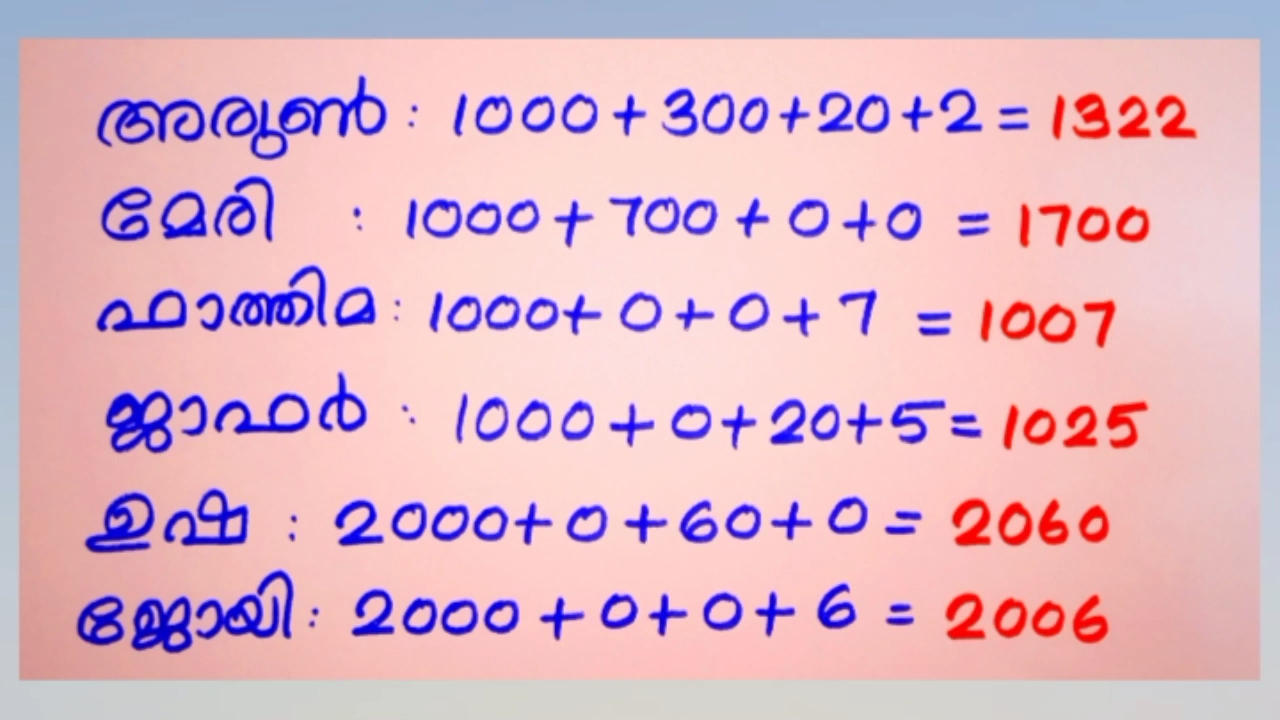 അരുൺ : 1000+300+20+2 = 1322
മേരി : 1000+700+0+0 = 1700
ഫാത്തിമ : 1000+0+0+7 = 1007
ജാഫർ : 1000+0+20+5 = 1025
ഉഷ : 2000+0+60+0 = 2060
ജോയി : 2000+0+0+6 = 2006